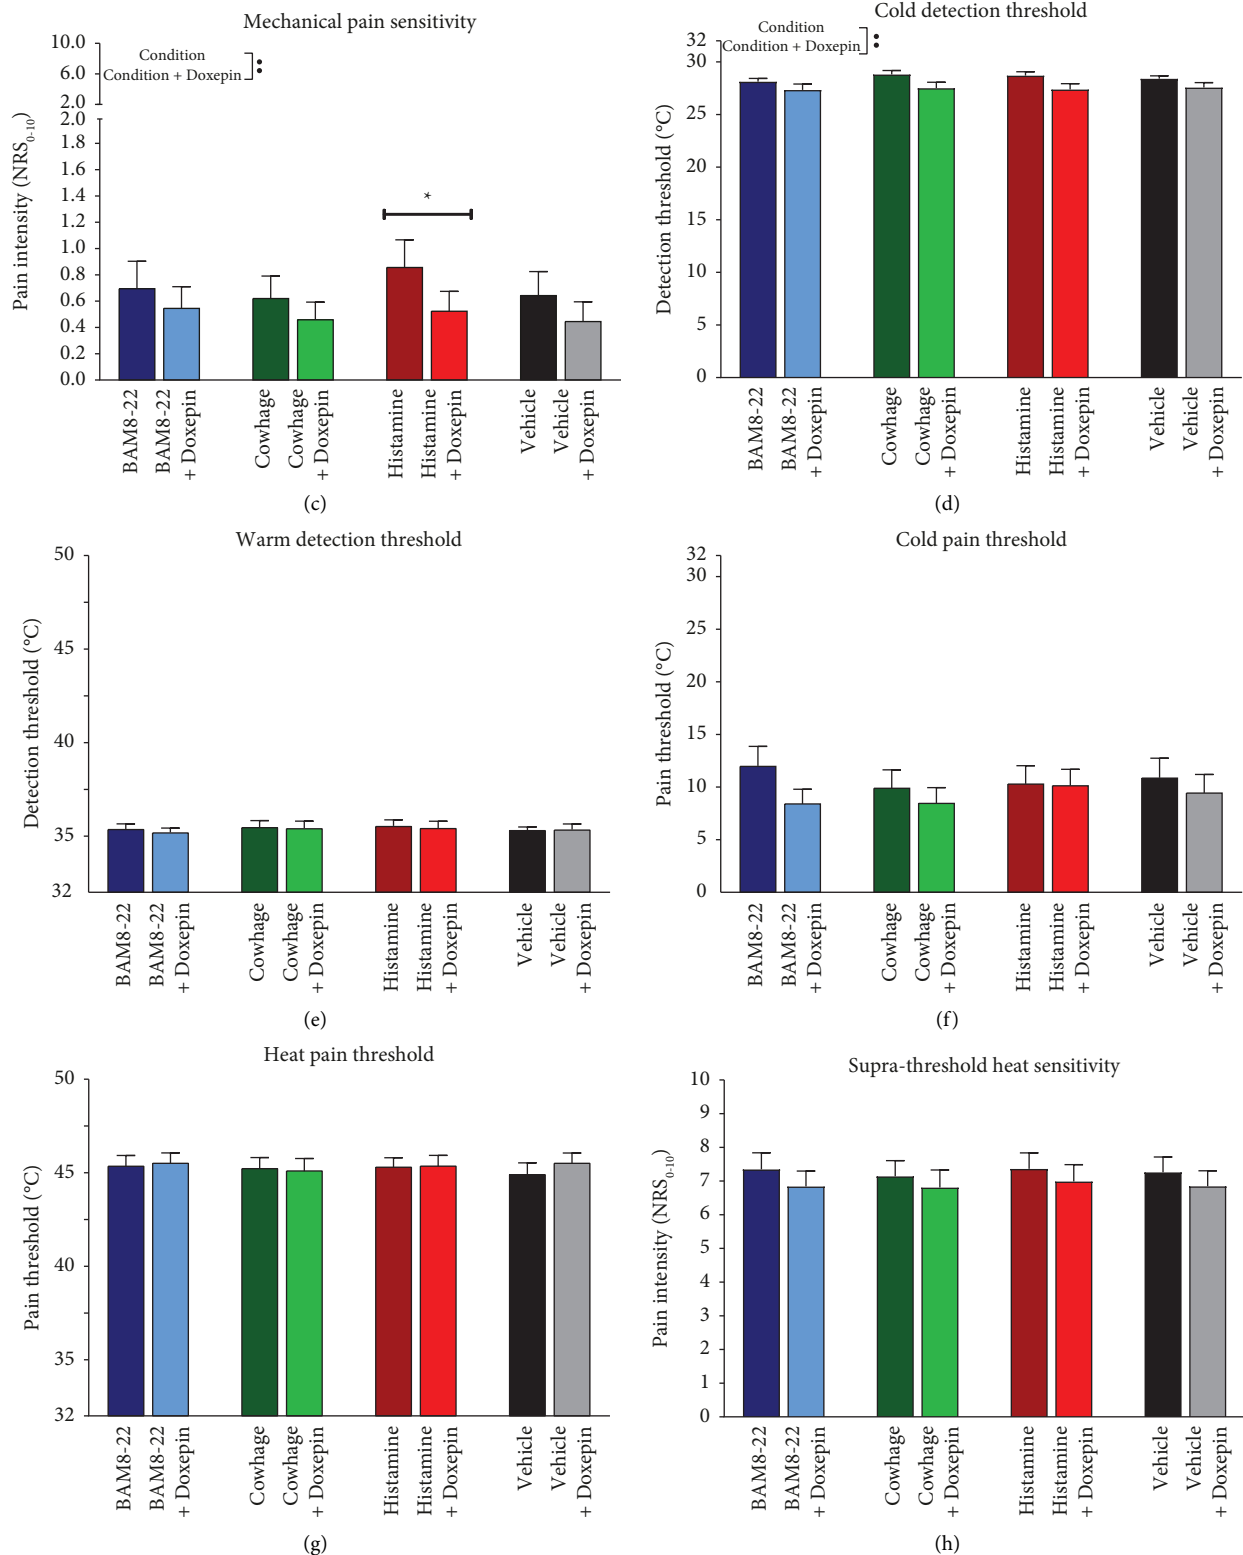 Mechanical pain sensitivity
10.0
6.0
2.0
2.0
1.8
1.6
1.4
1.2
1.0
0.8
0.6
0.4
0.2
0.0
Pain intensity (NRS0-10)
Condition
Condition + Doxepin
*
BAM8-22
BAM8-22
+ Doxepin
Cowhage
Cowhage
+ Doxepin
Histamine
Histamine
+ Doxepin
Vehicle
Vehicle
+ Doxepin
(c)
Cold detection threshold
32
30
25
20
15
10
5
0
Detection threshold (°C)
Condition
Condition + Doxepin
BAM8-22
BAM8-22
+ Doxepin
Cowhage
Cowhage
+ Doxepin
Histamine
Histamine
+ Doxepin
Vehicle
Vehicle
+ Doxepin
(d)
Warm detection threshold
50
45
40
35
32
Detection threshold (°C)
BAM8-22
BAM8-22
+ Doxepin
Cowhage
Cowhage
+ Doxepin
Histamine
Histamine
+ Doxepin
Vehicle
Vehicle
+ Doxepin
(e)
Cold pain threshold
32
30
20
15
10
5
0
Pain threshold (°C)
BAM8-22
BAM8-22
+ Doxepin
Cowhage
Cowhage
+ Doxepin
Histamine
Histamine
+ Doxepin
Vehicle
Vehicle
+ Doxepin
(f)
Heat pain threshold
50
45
40
35
32
Pain threshold (°C)
BAM8-22
BAM8-22
+ Doxepin
Cowhage
Cowhage
+ Doxepin
Histamine
Histamine
+ Doxepin
Vehicle
Vehicle
+ Doxepin
(g)
Supra-threshold heat sensitivity
10
9
8
7
6
5
4
3
2
1
0
Pain intensity (NRS0-10)
BAM8-22
BAM8-22
+ Doxepin
Cowhage
Cowhage
+ Doxepin
Histamine
Histamine
+ Doxepin
Vehicle
Vehicle
+ Doxepin
(h)